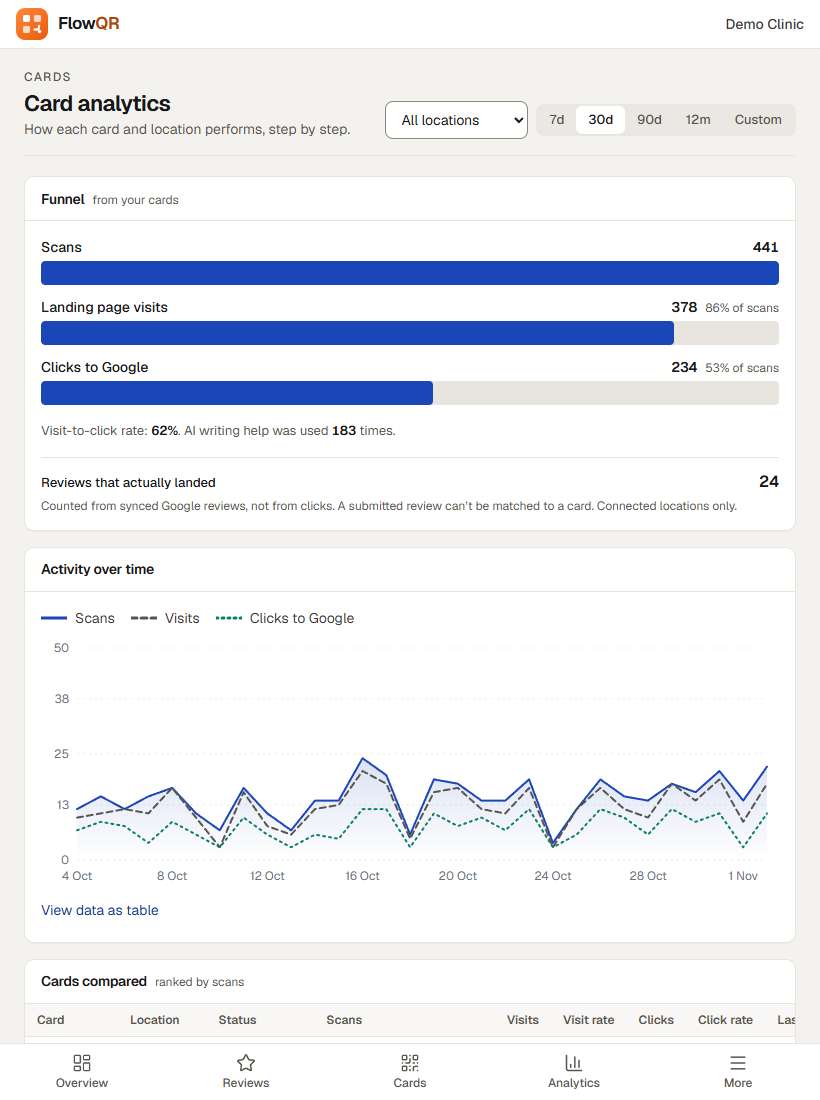 FlowQR
Demo Clinic
CARDS
Card analytics
How each card and location performs, step by step.
All locations
7d 30d 90d 12m Custom
Funnel from your cards
Scans 441
Landing page visits 378 86% of scans
Clicks to Google 234 53% of scans
Visit-to-click rate: 62%. AI writing help was used 183 times.
Reviews that actually landed 24
Counted from synced Google reviews, not from clicks. A submitted review can't be matched to a card. Connected locations only.
Activity over time
Scans Visits Clicks to Google
50
38
25
13
0
4 Oct 8 Oct 12 Oct 16 Oct 20 Oct 24 Oct 28 Oct 1 Nov
View data as table
Cards compared ranked by scans
Card Location Status Scans Visits Visit rate Clicks Click rate Las
Overview Reviews Cards Analytics More